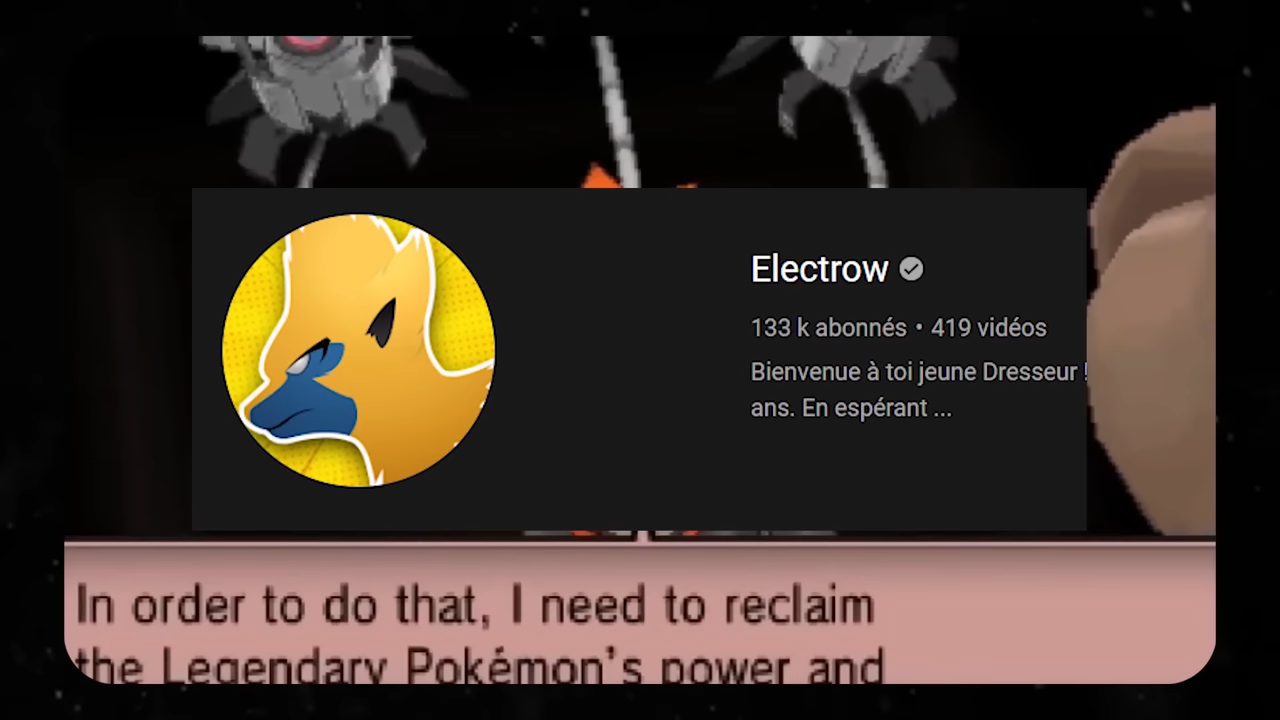 Electrow
133 k abonnés • 419 vidéos
Bienvenue à toi jeune Dresseur !
ans. En espérant ...
In order to do that, I need to reclaim
the Legendary Pokémon's power and